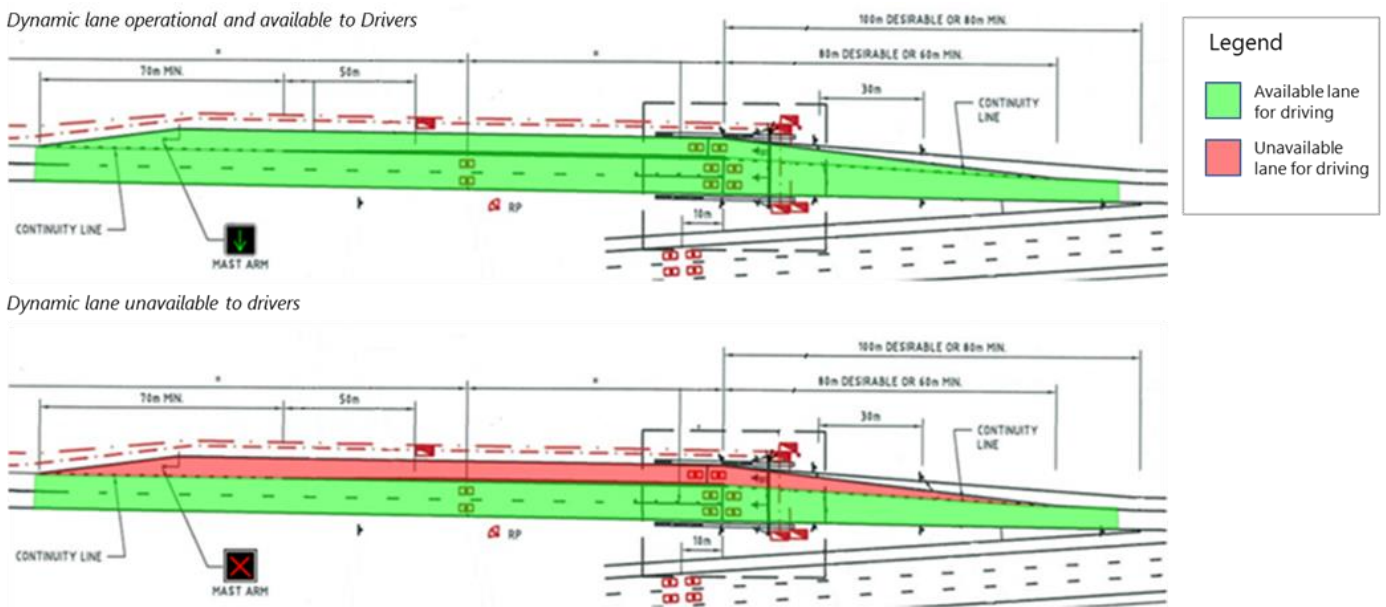 Dynamic lane operational and available to Drivers
100m DESIRABLE OR 80m MIN.
80m DESIRABLE OR 60m MIN.
70m MIN.
50m
30m
CONTINUITY
LINE
10m
RP
CONTINUITY LINE
MAST ARM
Legend
Available lane
for driving
Unavailable
lane for driving
Dynamic lane unavailable to drivers
100m DESIRABLE OR 80m MIN.
80m DESIRABLE OR 60m MIN.
70m MIN.
50m
30m
CONTINUITY
LINE
RP
10m
CONTINUITY LINE
MAST ARM